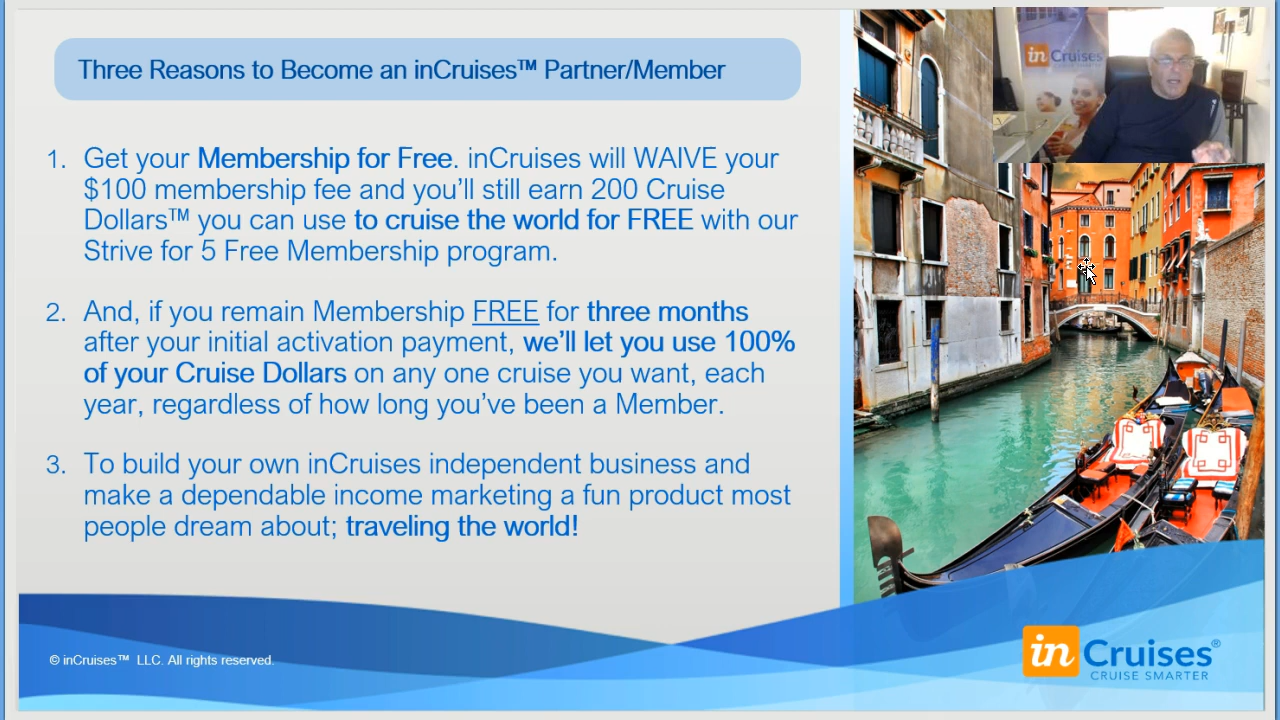 Three Reasons to Become an inCruises™ Partner/Member
in Cruises
1. Get your Membership for Free. inCruises will WAIVE your
$100 membership fee and you'll still earn 200 Cruise
Dollars™ you can use to cruise the world for FREE with our
Strive for 5 Free Membership program.
2. And, if you remain Membership FREE for three months
after your initial activation payment, we'll let you use 100%
of your Cruise Dollars on any one cruise you want, each
year, regardless of how long you've been a Member.
3. To build your own inCruises independent business and
make a dependable income marketing a fun product most
people dream about; traveling the world!
© inCruises™ LLC. All rights reserved.
in Cruises®
CRUISE SMARTER